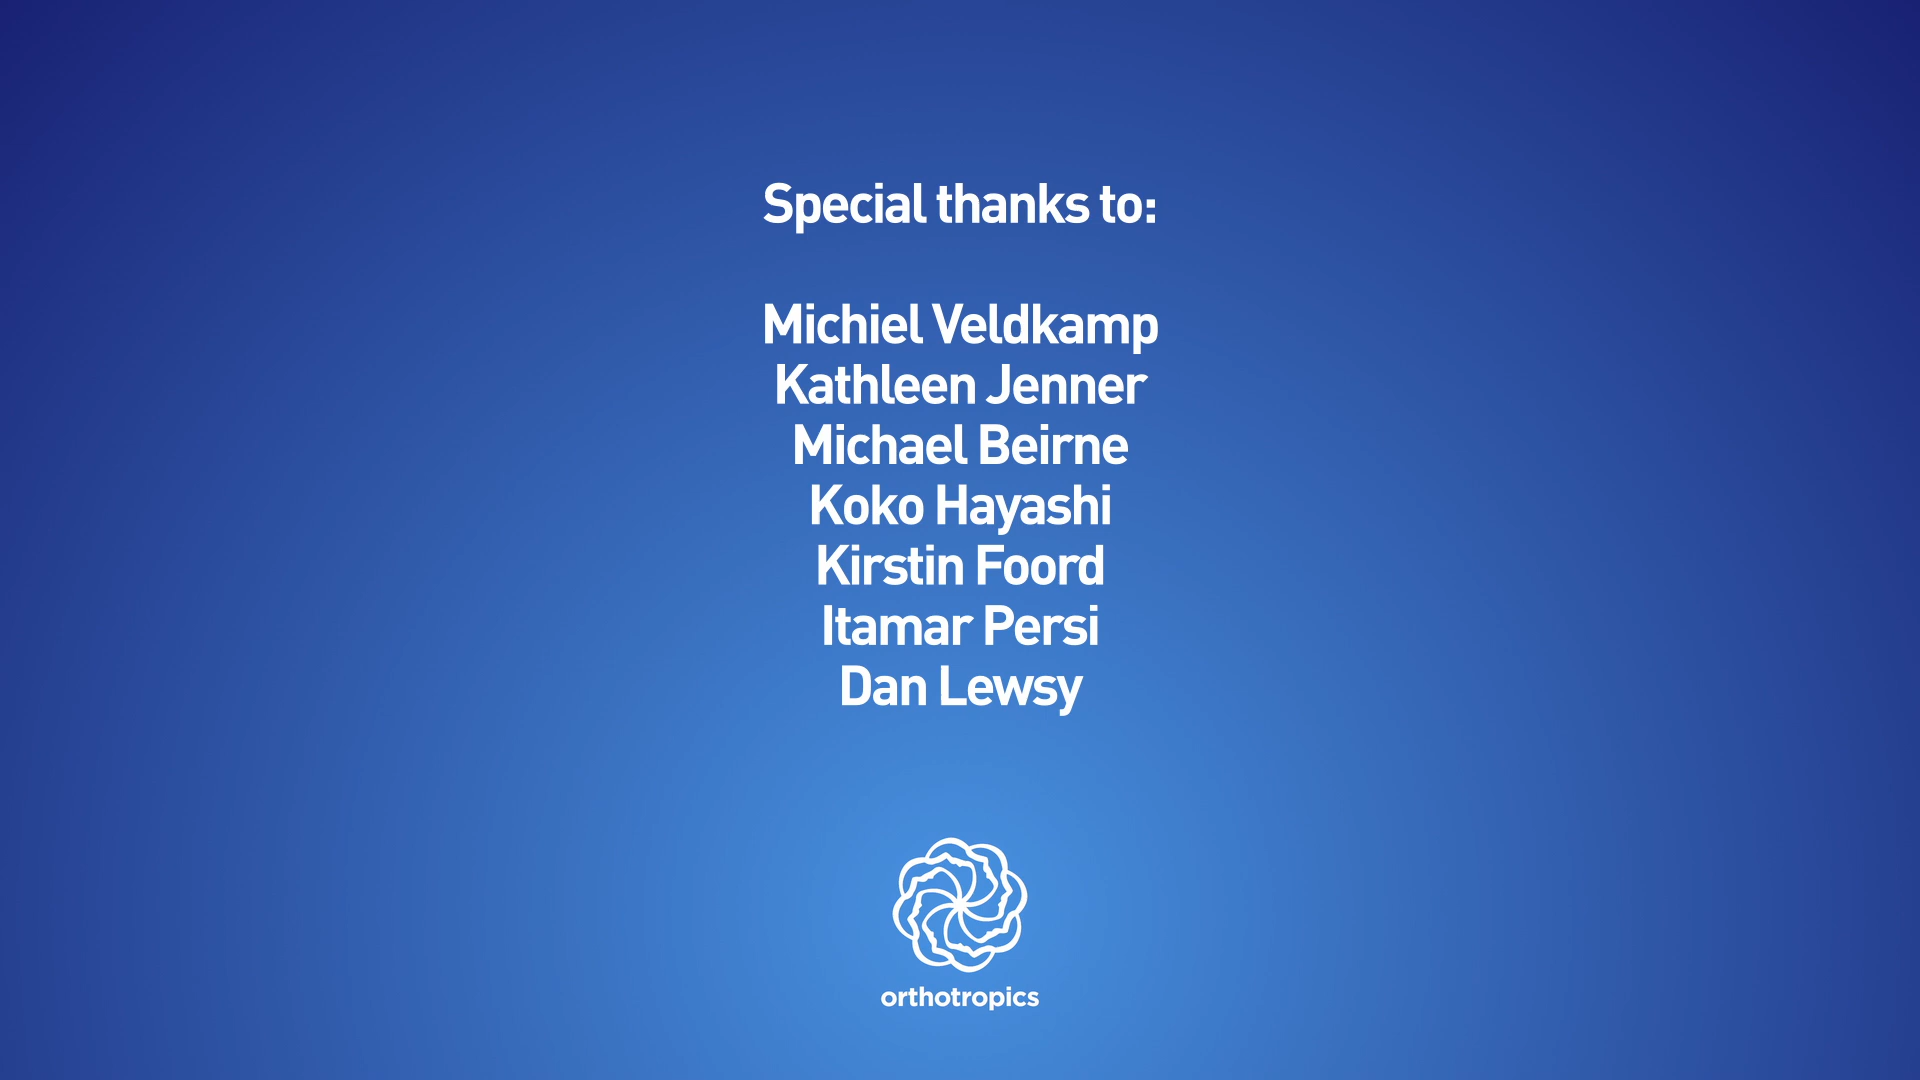 Special thanks to:
Michiel Veldkamp
Kathleen Jenner
Michael Beirne
Koko Hayashi
Kirstin Foord
Itamar Persi
Dan Lewsy
orthotropics